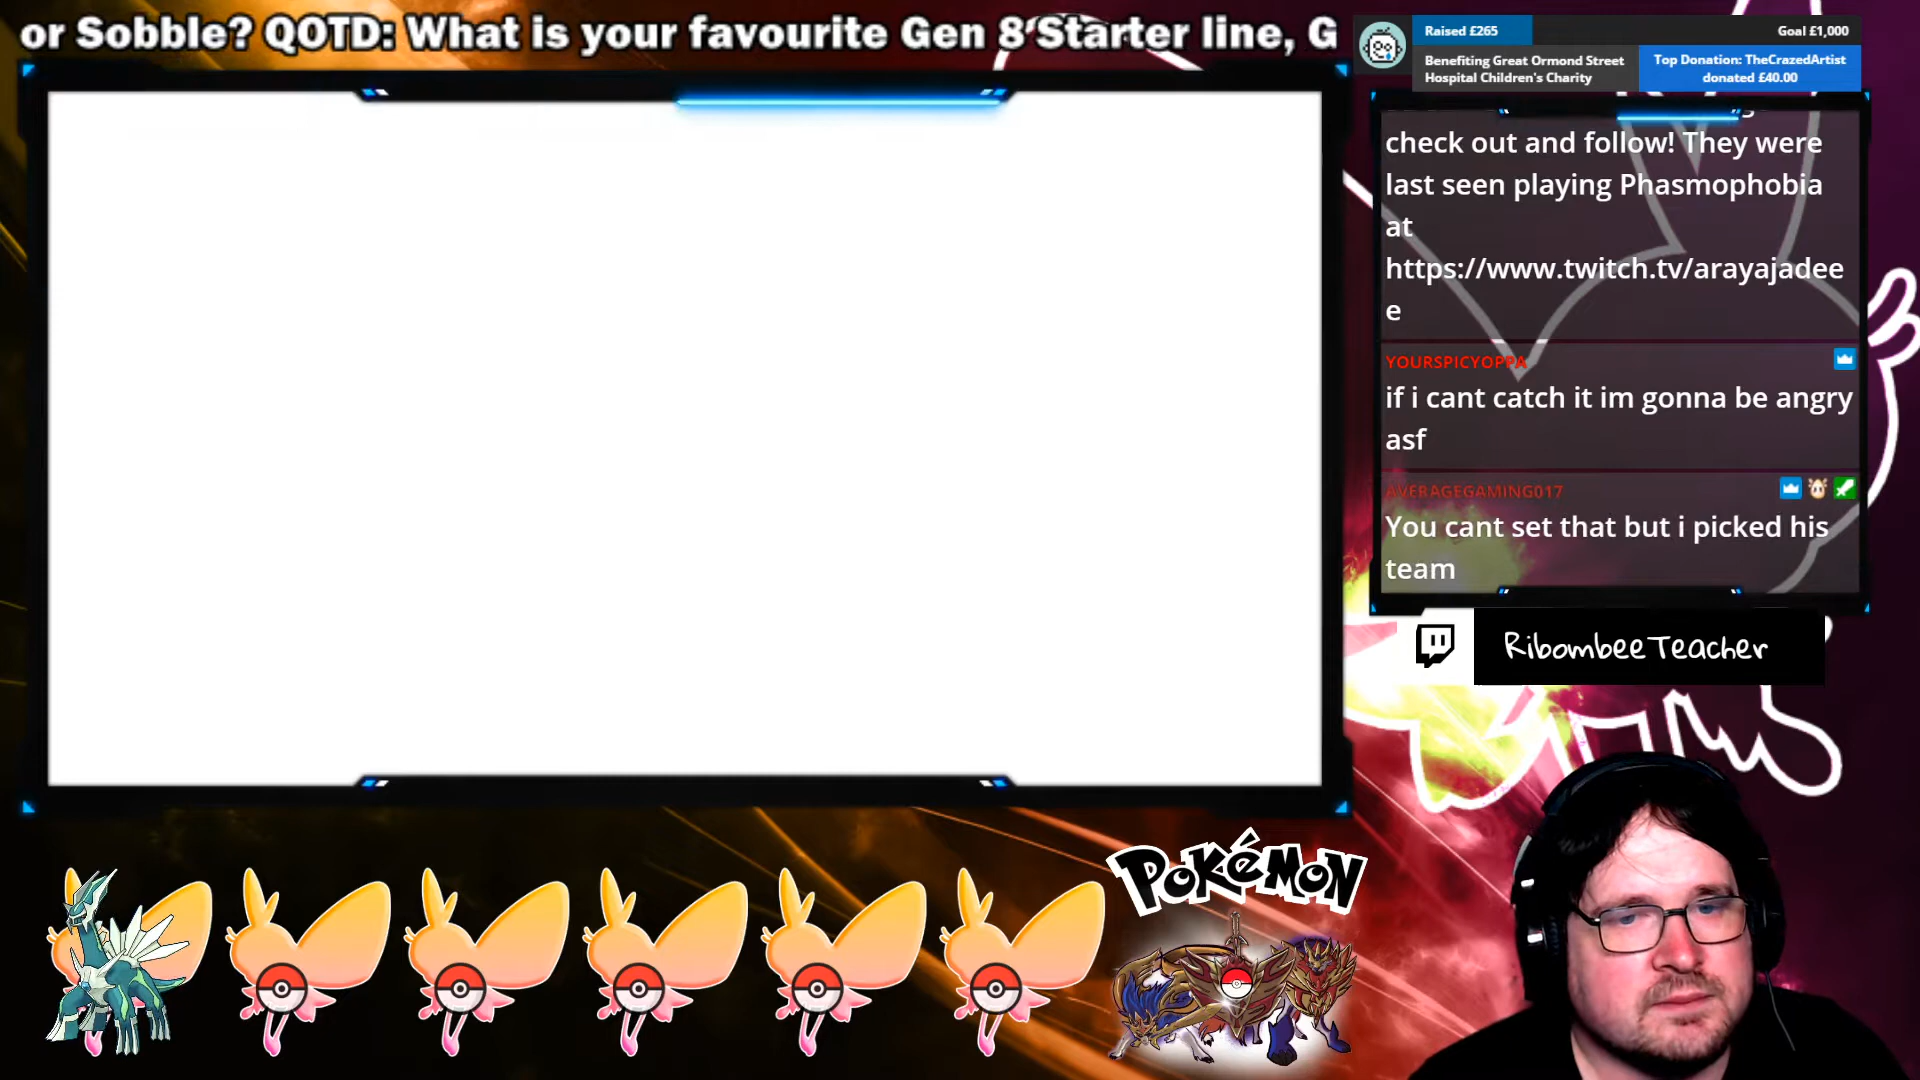 or Sobble? QOTD: What is your favourite Gen 8 Starter line, G
Raised £265
Goal £1,000
Benefiting Great Ormond Street
Hospital Children's Charity
Top Donation: TheCrazedArtist
donated £40.00
check out and follow! They were
last seen playing Phasmophobia
at
https://www.twitch.tv/arayajadee
e
YOURSPICYOPPA
if i cant catch it im gonna be angry
asf
AVERAGEGAMING017
You cant set that but i picked his
team
RibombeeTeacher
POKéMON